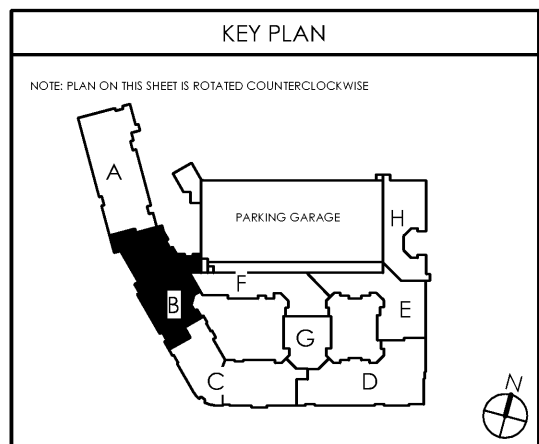 KEY PLAN
NOTE: PLAN ON THIS SHEET IS ROTATED COUNTERCLOCKWISE
A
PARKING GARAGE
H
F
B
E
G
C
D
N